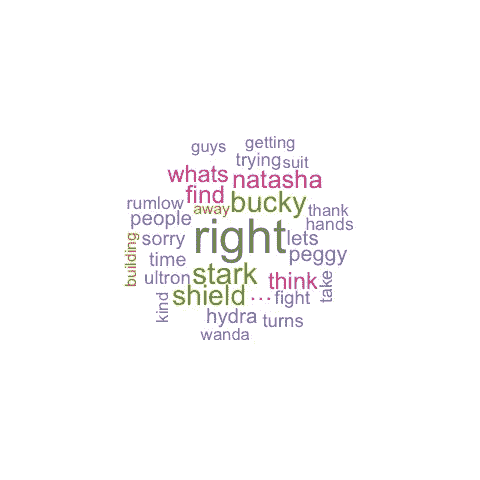 guys getting
trying suit
whats natasha
find
rumlow away bucky thank
people hands
building sorry right lets
time peggy
ultron stark think take
kind shield ... fight
hydra turns
wanda